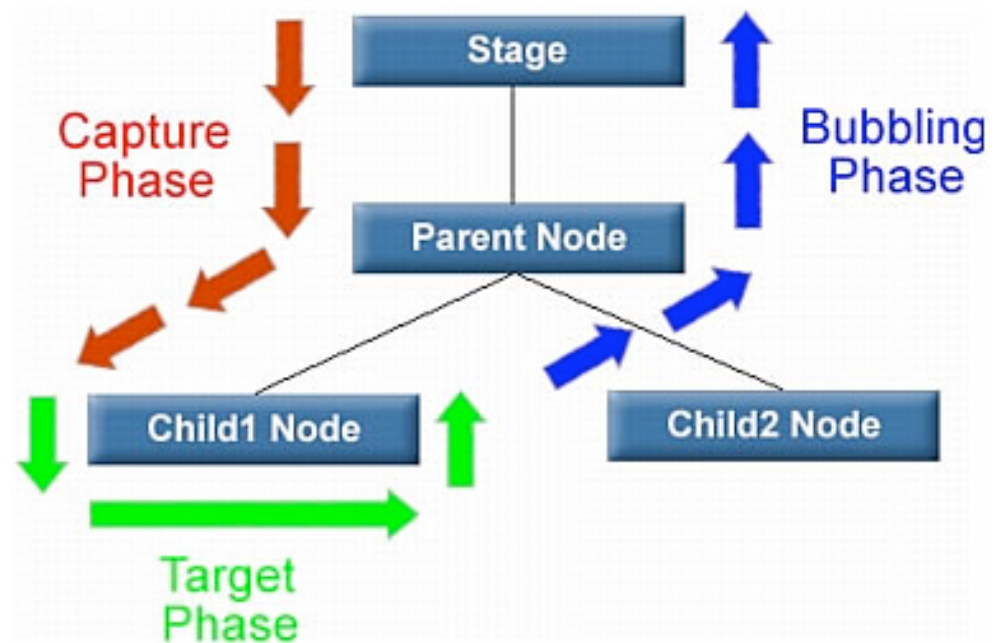 Stage
Capture
Phase
Bubbling
Phase
Parent Node
Child1 Node
Child2 Node
Target
Phase